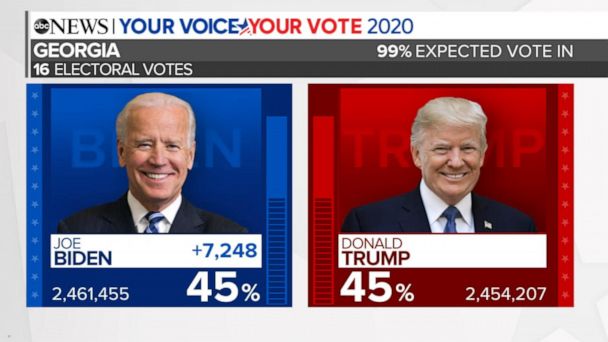 abc NEWS YOUR VOICE YOUR VOTE 2020
GEORGIA 99% EXPECTED VOTE IN
16 ELECTORAL VOTES
BIDEN
JOE
BIDEN +7,248
2,461,455 45%
TRUMP
DONALD
TRUMP
45% 2,454,207